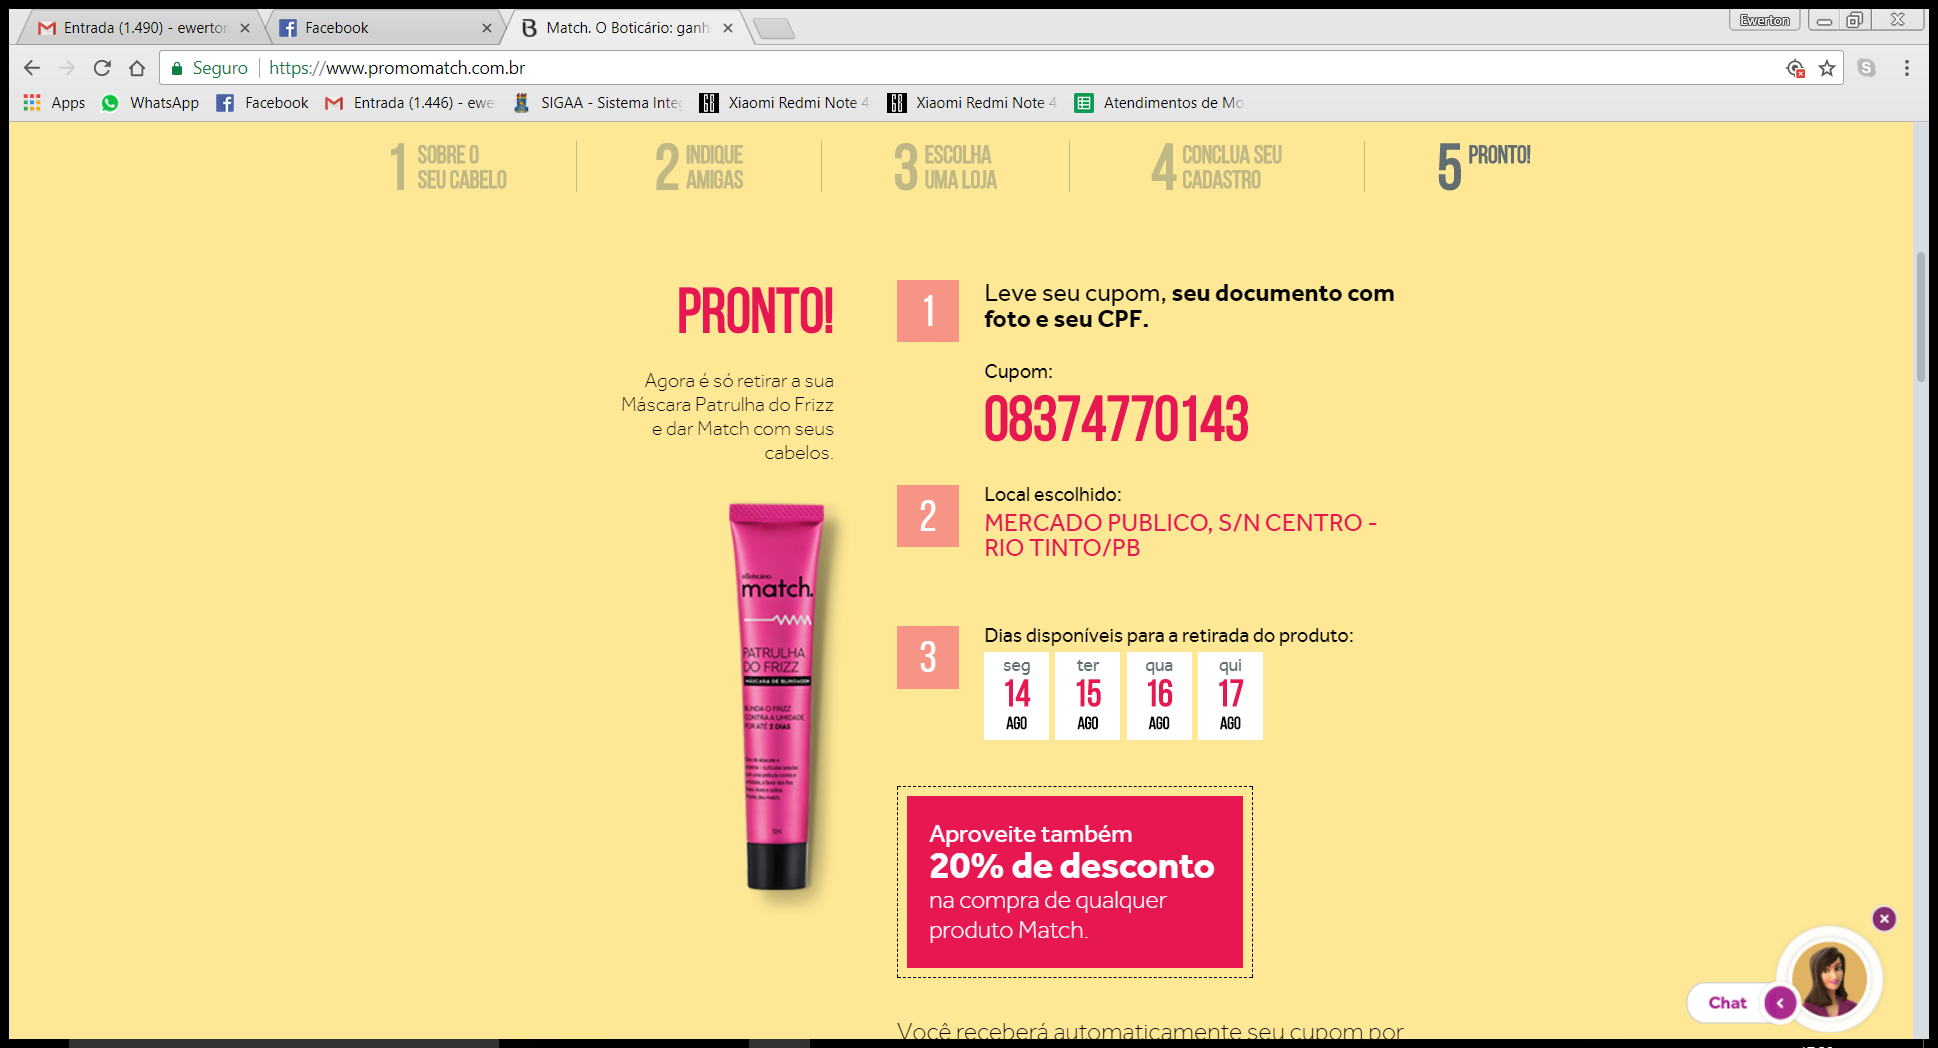 Entrada (1.490) - ewerton
Facebook
Match. O Boticário: ganh
Ewerton
Seguro
https://www.promomatch.com.br
Apps
WhatsApp
Facebook
Entrada (1.446) - ewe
SIGAA - Sistema Inte
Xiaomi Redmi Note 4
Xiaomi Redmi Note 4
Atendimentos de Mo
1 SOBRE O
SEU CABELO
2 INDIQUE
AMIGAS
3 ESCOLHA
UMA LOJA
4 CONCLUA SEU
CADASTRO
5 PRONTO!
PRONTO!
Agora é só retirar a sua
Máscara Patrulha do Frizz
e dar Match com seus
cabelos.
oBoticário
match.
PATRULHA
DO FRIZZ
MÁSCARA DE BLINDAGEM
BLINDA O FRIZZ
CONTRA A UMIDADE
POR ATÉ 2 DIAS
1
Leve seu cupom, seu documento com
foto e seu CPF.
Cupom:
08374770143
2
Local escolhido:
MERCADO PUBLICO, S/N CENTRO -
RIO TINTO/PB
3
Dias disponíveis para a retirada do produto:
seg
14
AGO
ter
15
AGO
qua
16
AGO
qui
17
AGO
Aproveite também
20% de desconto
na compra de qualquer
produto Match.
Chat
Você receberá automaticamente seu cupom por